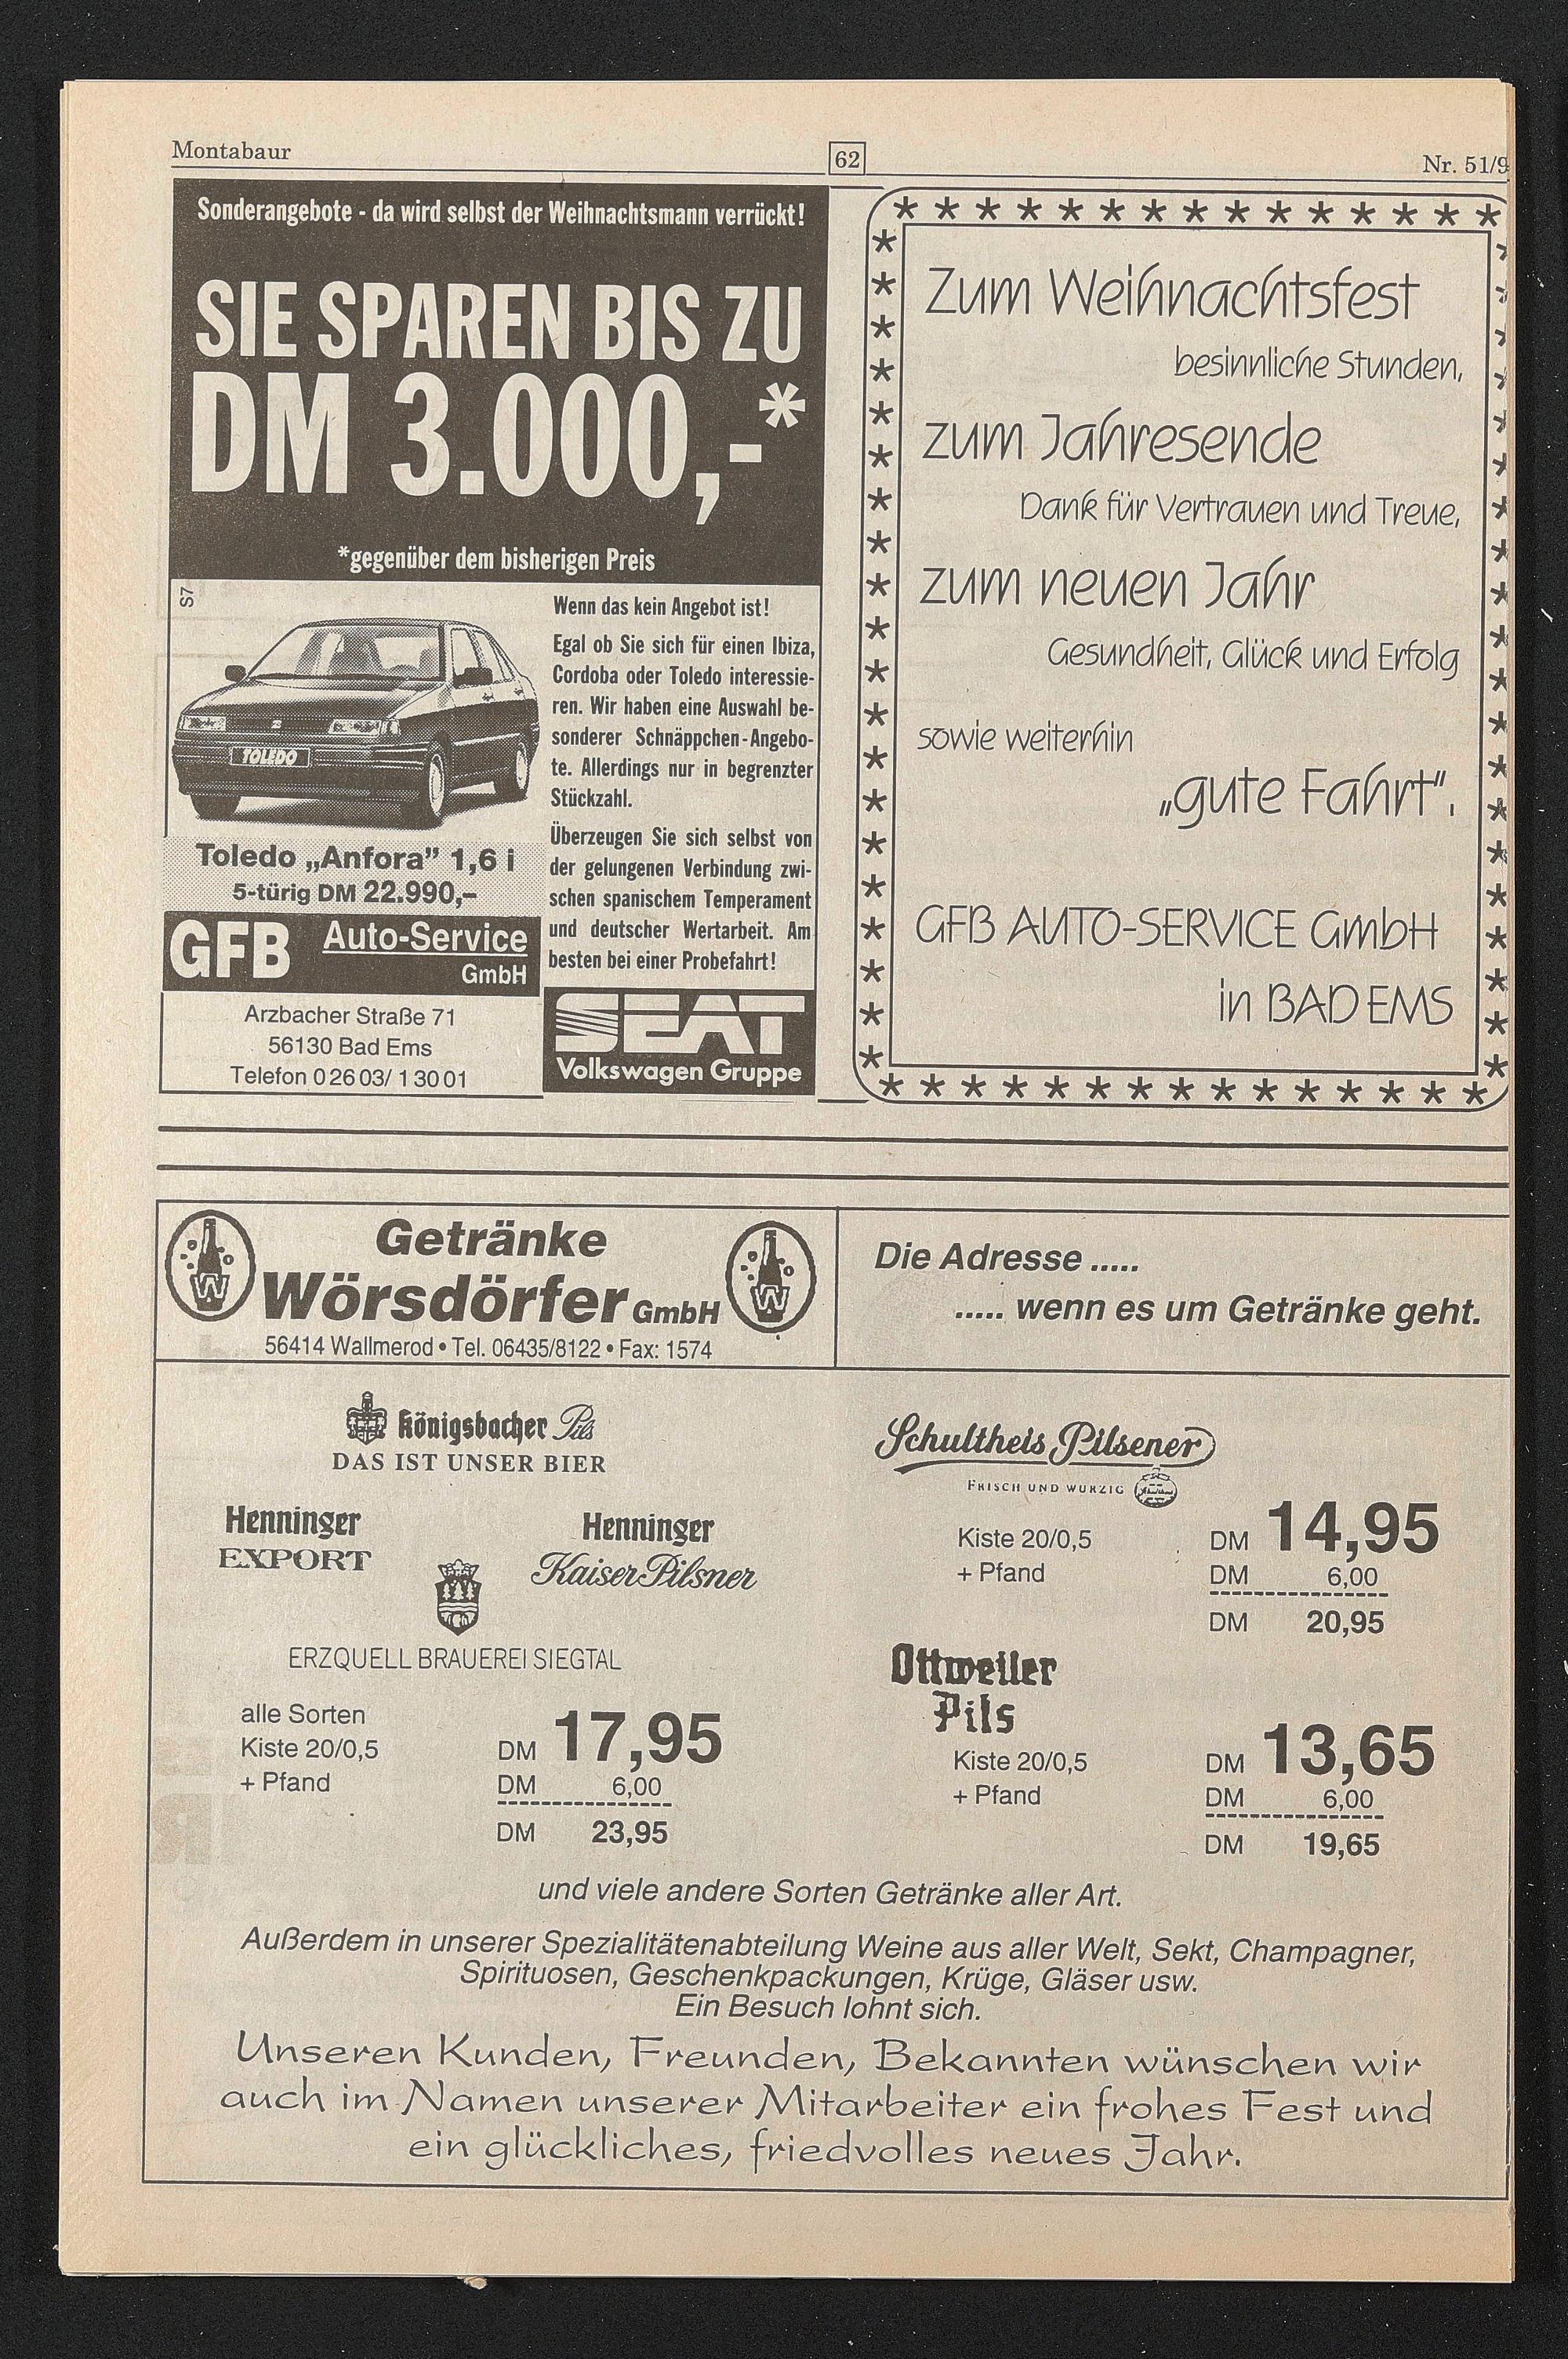 Montabaur
62
Nr. 51/9
Sonderangebote - da wird selbst der Weihnachtsmann verrückt!
SIE SPAREN BIS ZU
DM 3.000,-*
*gegenüber dem bisherigen Preis
S7
TOLEDO
Toledo „Anfora” 1,6 i
5-türig DM 22.990,–
Wenn das kein Angebot ist!
Egal ob Sie sich für einen Ibiza,
Cordoba oder Toledo interessie-
ren. Wir haben eine Auswahl be-
sonderer Schnäppchen-Angebo-
te. Allerdings nur in begrenzter
Stückzahl.
Überzeugen Sie sich selbst von
der gelungenen Verbindung zwi-
schen spanischem Temperament
und deutscher Wertarbeit. Am
besten bei einer Probefahrt!
GFB Auto-Service
GmbH
Arzbacher Straße 71
56130 Bad Ems
Telefon 02603/ 13001
SEAT
Volkswagen Gruppe
Zum Weihnachtsfest
besinnliche Stunden,
zum Jahresende
Dank für Vertrauen und Treue,
zum neuen Jahr
Gesundheit, Glück und Erfolg
sowie weiterhin
„gute Fahrt“.
GFB AUTO-SERVICE GmbH
in BAD EMS
Getränke
Wörsdörfer GmbH
56414 Wallmerod • Tel. 06435/8122 • Fax: 1574
Die Adresse .....
..... wenn es um Getränke geht.
Königsbacher Pils
DAS IST UNSER BIER
Henninger
EXPORT
Henninger
Kaiser Pilsner
ERZQUELL BRAUEREI SIEGTAL
alle Sorten
Kiste 20/0,5 DM 17,95
+ Pfand DM 6,00
DM 23,95
Schultheis Pilsener
FRISCH UND WÜRZIG
Kiste 20/0,5 DM 14,95
+ Pfand DM 6,00
DM 20,95
Ottweiler
Pils
Kiste 20/0,5 DM 13,65
+ Pfand DM 6,00
DM 19,65
und viele andere Sorten Getränke aller Art.
Außerdem in unserer Spezialitätenabteilung Weine aus aller Welt, Sekt, Champagner,
Spirituosen, Geschenkpackungen, Krüge, Gläser usw.
Ein Besuch lohnt sich.
Unseren Kunden, Freunden, Bekannten wünschen wir
auch im Namen unserer Mitarbeiter ein frohes Fest und
ein glückliches, friedvolles neues Jahr.